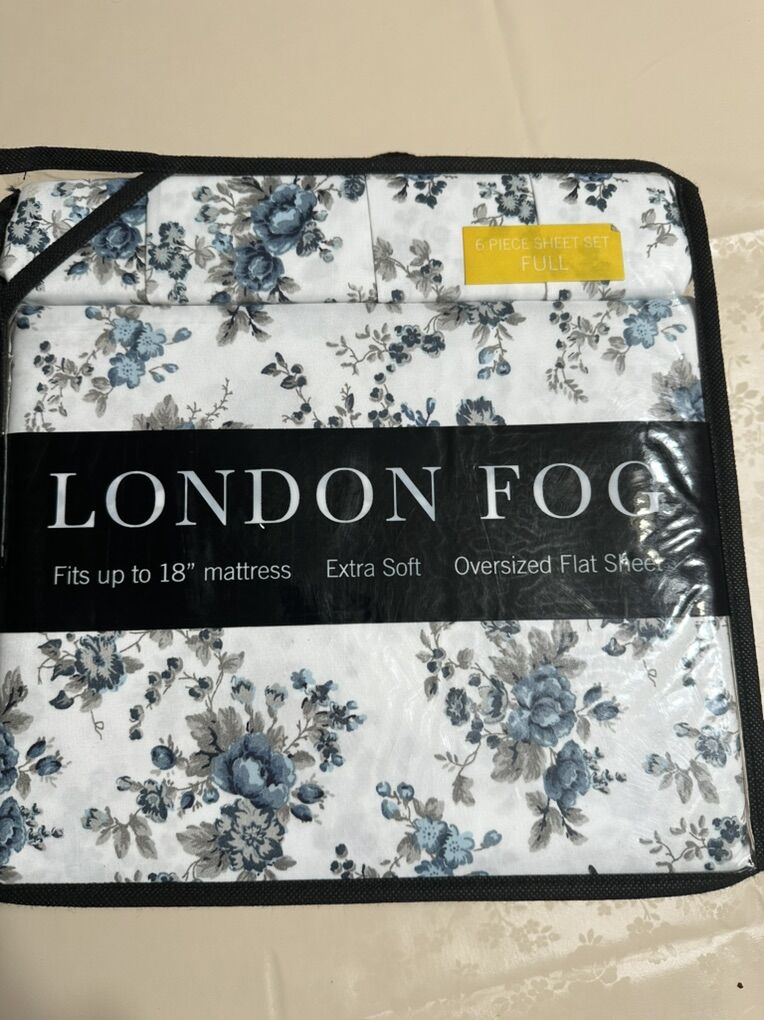 6 PIECE SHEET SET
FULL
LONDON FOG
Fits up to 18” mattress Extra Soft Oversized Flat Sheet